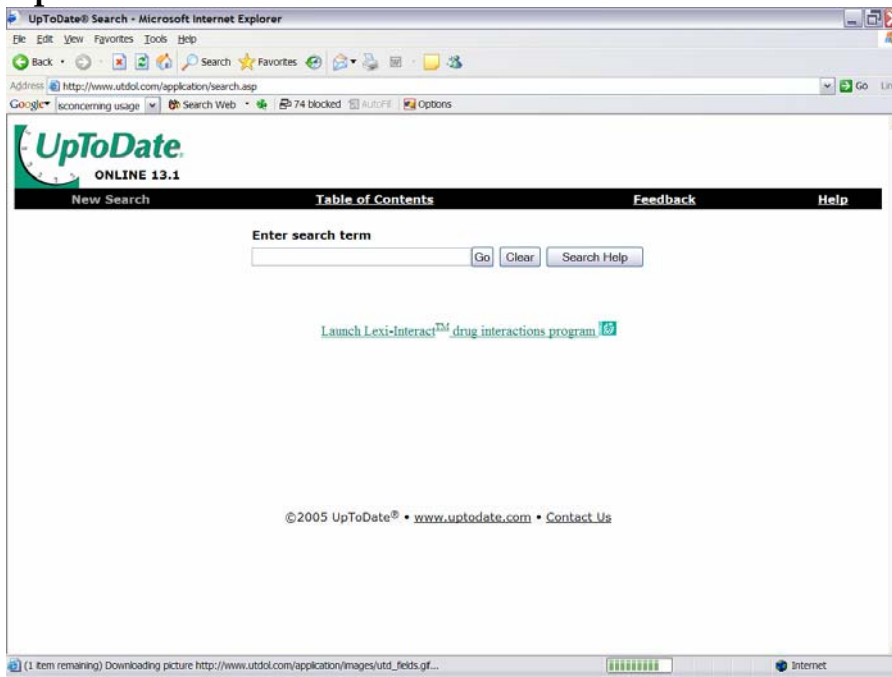 UpToDate® Search - Microsoft Internet Explorer
File Edit View Favorites Tools Help
Back Search Favorites
Address http://www.utdol.com/application/search.asp Go
Google isconcerning usage Search Web 74 blocked AutoFill Options
UpToDate®
ONLINE 13.1
New Search Table of Contents Feedback Help
Enter search term
Go Clear Search Help
Launch Lexi-Interact™ drug interactions program
©2005 UpToDate® • www.uptodate.com • Contact Us
(1 item remaining) Downloading picture http://www.utdol.com/application/images/utd_fields.gif... Internet